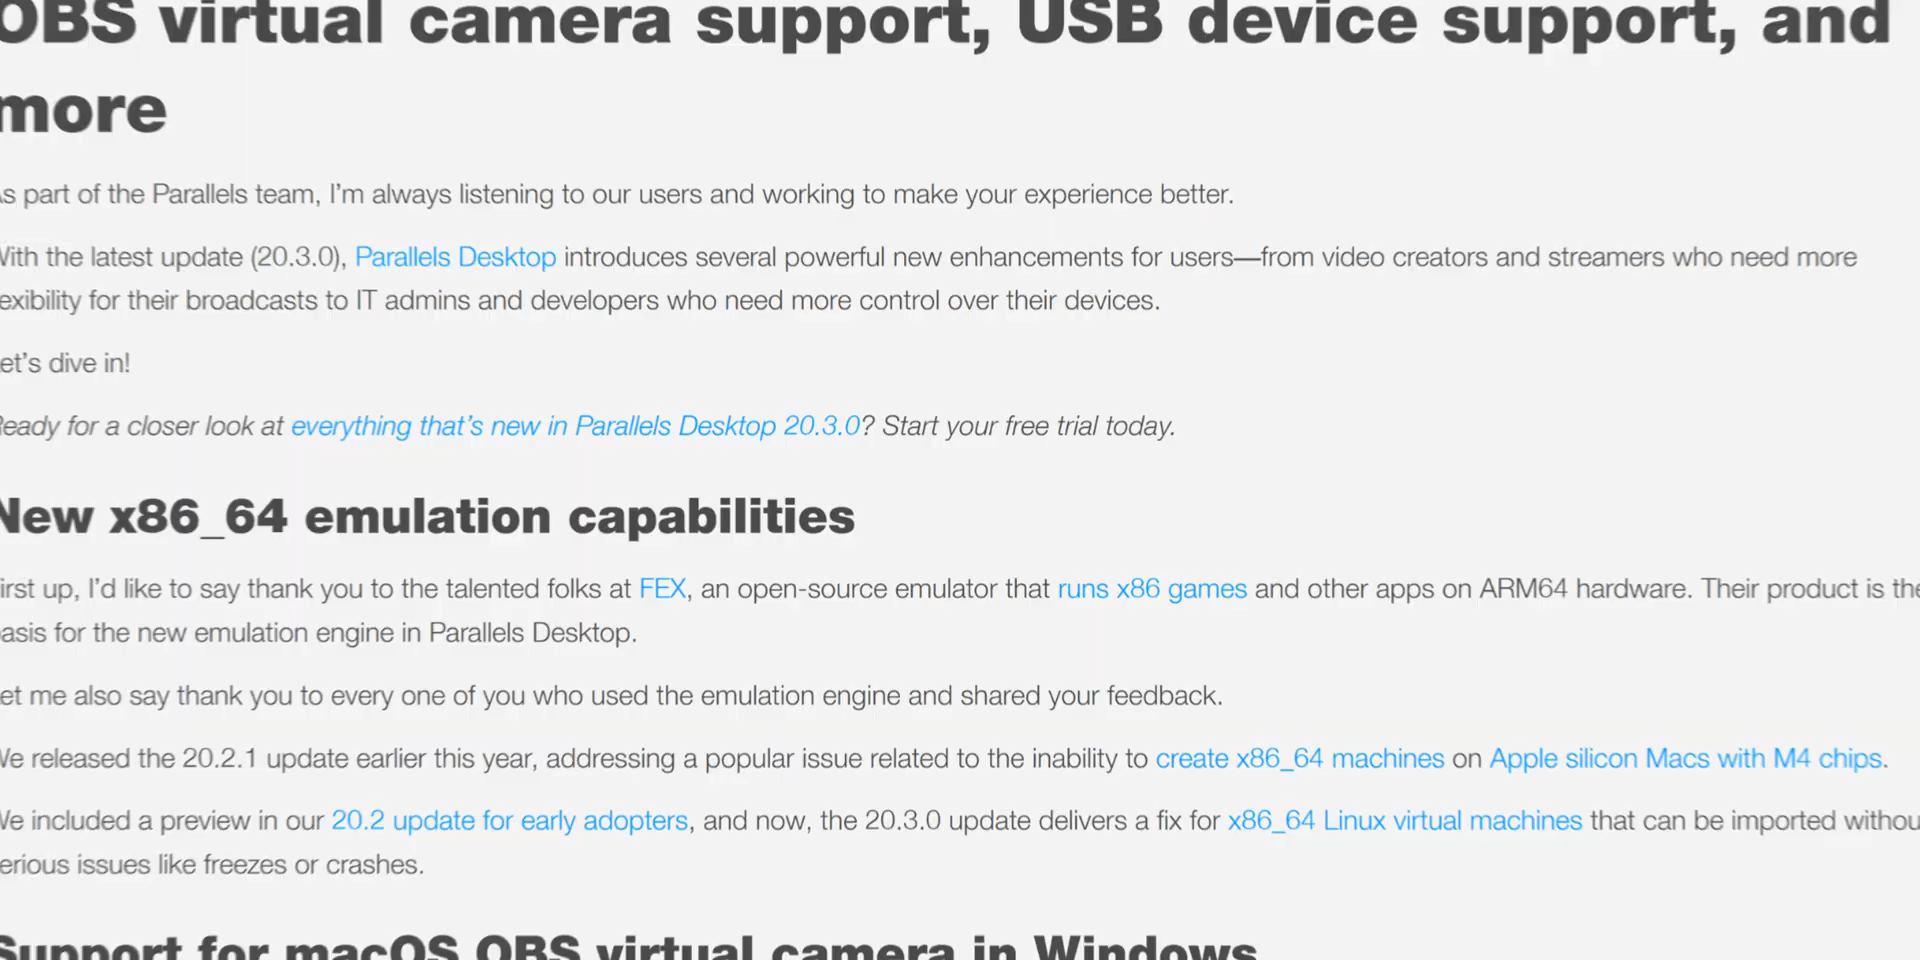 OBS virtual camera support, USB device support, and
more
s part of the Parallels team, I'm always listening to our users and working to make your experience better.
With the latest update (20.3.0), Parallels Desktop introduces several powerful new enhancements for users—from video creators and streamers who need more
exibility for their broadcasts to IT admins and developers who need more control over their devices.
et's dive in!
Ready for a closer look at everything that's new in Parallels Desktop 20.3.0? Start your free trial today.
New x86_64 emulation capabilities
irst up, I'd like to say thank you to the talented folks at FEX, an open-source emulator that runs x86 games and other apps on ARM64 hardware. Their product is the
asis for the new emulation engine in Parallels Desktop.
et me also say thank you to every one of you who used the emulation engine and shared your feedback.
We released the 20.2.1 update earlier this year, addressing a popular issue related to the inability to create x86_64 machines on Apple silicon Macs with M4 chips.
We included a preview in our 20.2 update for early adopters, and now, the 20.3.0 update delivers a fix for x86_64 Linux virtual machines that can be imported withou
erious issues like freezes or crashes.
Support for macOS OBS virtual camera in Windows